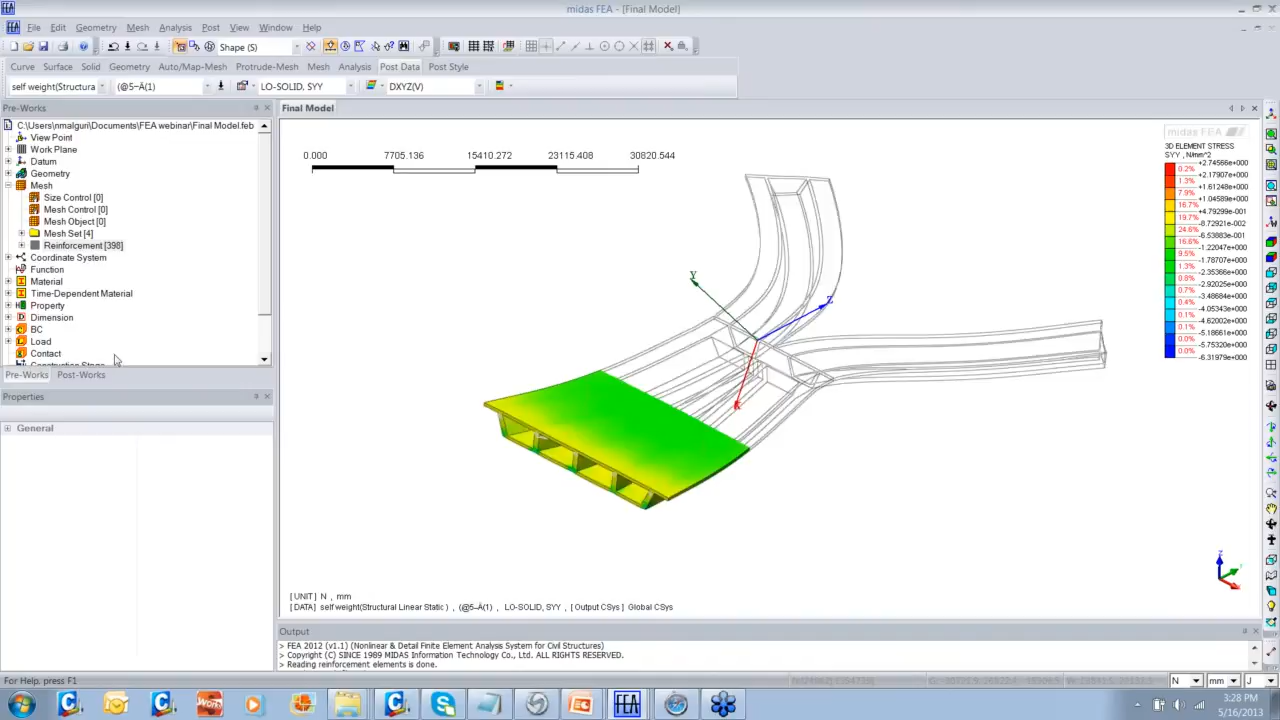 midas FEA - [Final Model]
File Edit Geometry Mesh Analysis Post View Window Help
Shape (S)
Curve Surface Solid Geometry Auto/Map-Mesh Protrude-Mesh Mesh Analysis Post Data Post Style
self weight(Structura (@5–Ä(1) LO-SOLID, SYY DXYZ(V)
Pre-Works
Final Model
C:\Users\nmalguri\Documents\FEA webinar\Final Model.feb
View Point
Work Plane
Datum
Geometry
Mesh
Size Control [0]
Mesh Control [0]
Mesh Object [0]
Mesh Set [4]
Reinforcement [398]
Coordinate System
Function
Material
Time-Dependent Material
Property
Dimension
BC
Load
Contact
Pre-Works Post-Works
Properties
General
0.000 7705.136 15410.272 23115.408 30820.544
Y
Z
X
midas FEA
3D ELEMENT STRESS
SYY , N/mm^2
+2.74566e+000
0.2%
+2.17907e+000
1.3%
+1.61248e+000
7.9%
+1.04589e+000
16.7%
+4.79299e-001
19.7%
-8.72921e-002
24.6%
-6.53883e-001
16.6%
-1.22047e+000
9.5%
-1.78707e+000
1.3%
-2.35366e+000
0.8%
-2.92025e+000
0.7%
-3.48684e+000
0.4%
-4.05343e+000
0.1%
-4.62002e+000
0.1%
-5.18661e+000
0.0%
-5.75320e+000
0.0%
-6.31979e+000
[UNIT] N , mm
[DATA] self weight(Structural Linear Static) , (@5–Ä(1) , LO-SOLID, SYY , [Output CSys] Global CSys
Output
> FEA 2012 (v1.1) (Nonlinear & Detail Finite Element Analysis System for Civil Structures)
> Copyright (C) SINCE 1989 MIDAS Information Technology Co., Ltd. ALL RIGHTS RESERVED.
> Reading reinforcement elements is done.
For Help, press F1
N mm J
3:28 PM
5/16/2013